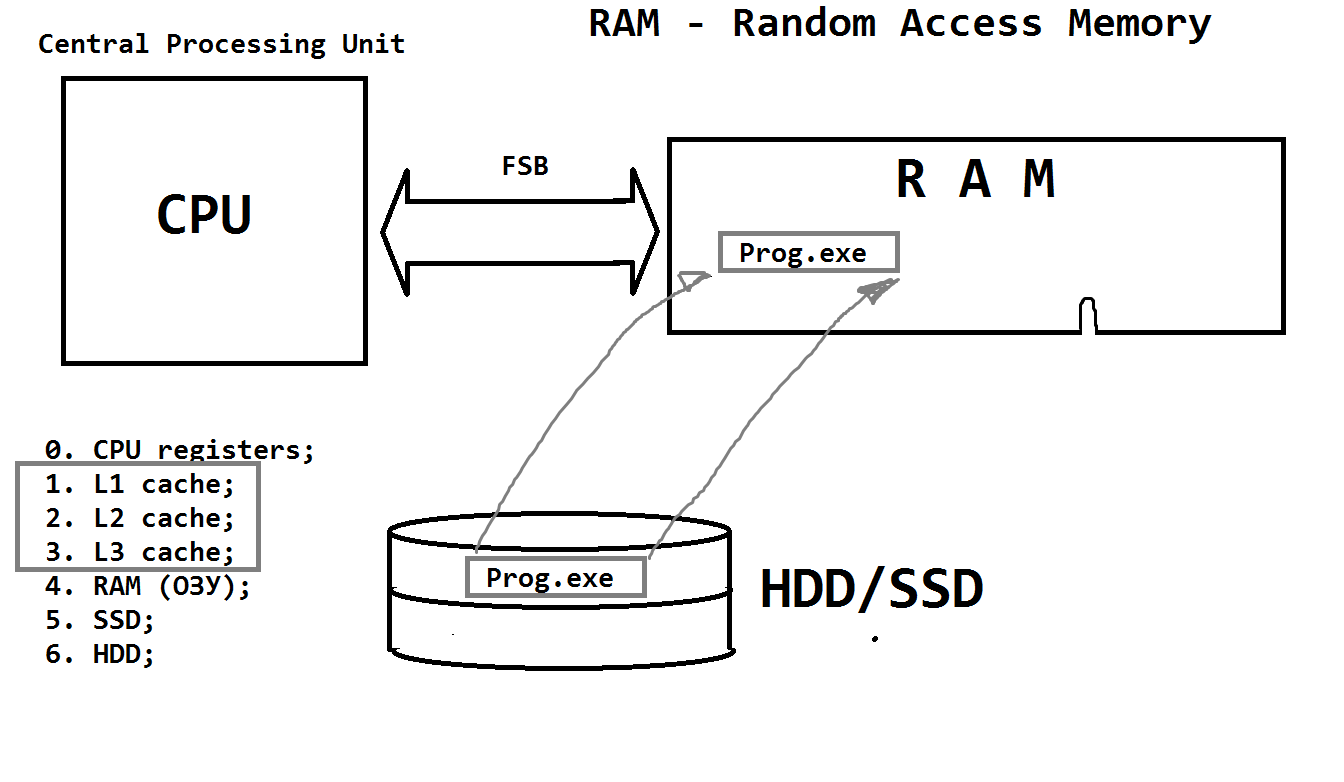 RAM - Random Access Memory
Central Processing Unit
CPU
FSB
R A M
Prog.exe
0. CPU registers;
1. L1 cache;
2. L2 cache;
3. L3 cache;
4. RAM (ОЗУ);
5. SSD;
6. HDD;
Prog.exe
HDD/SSD